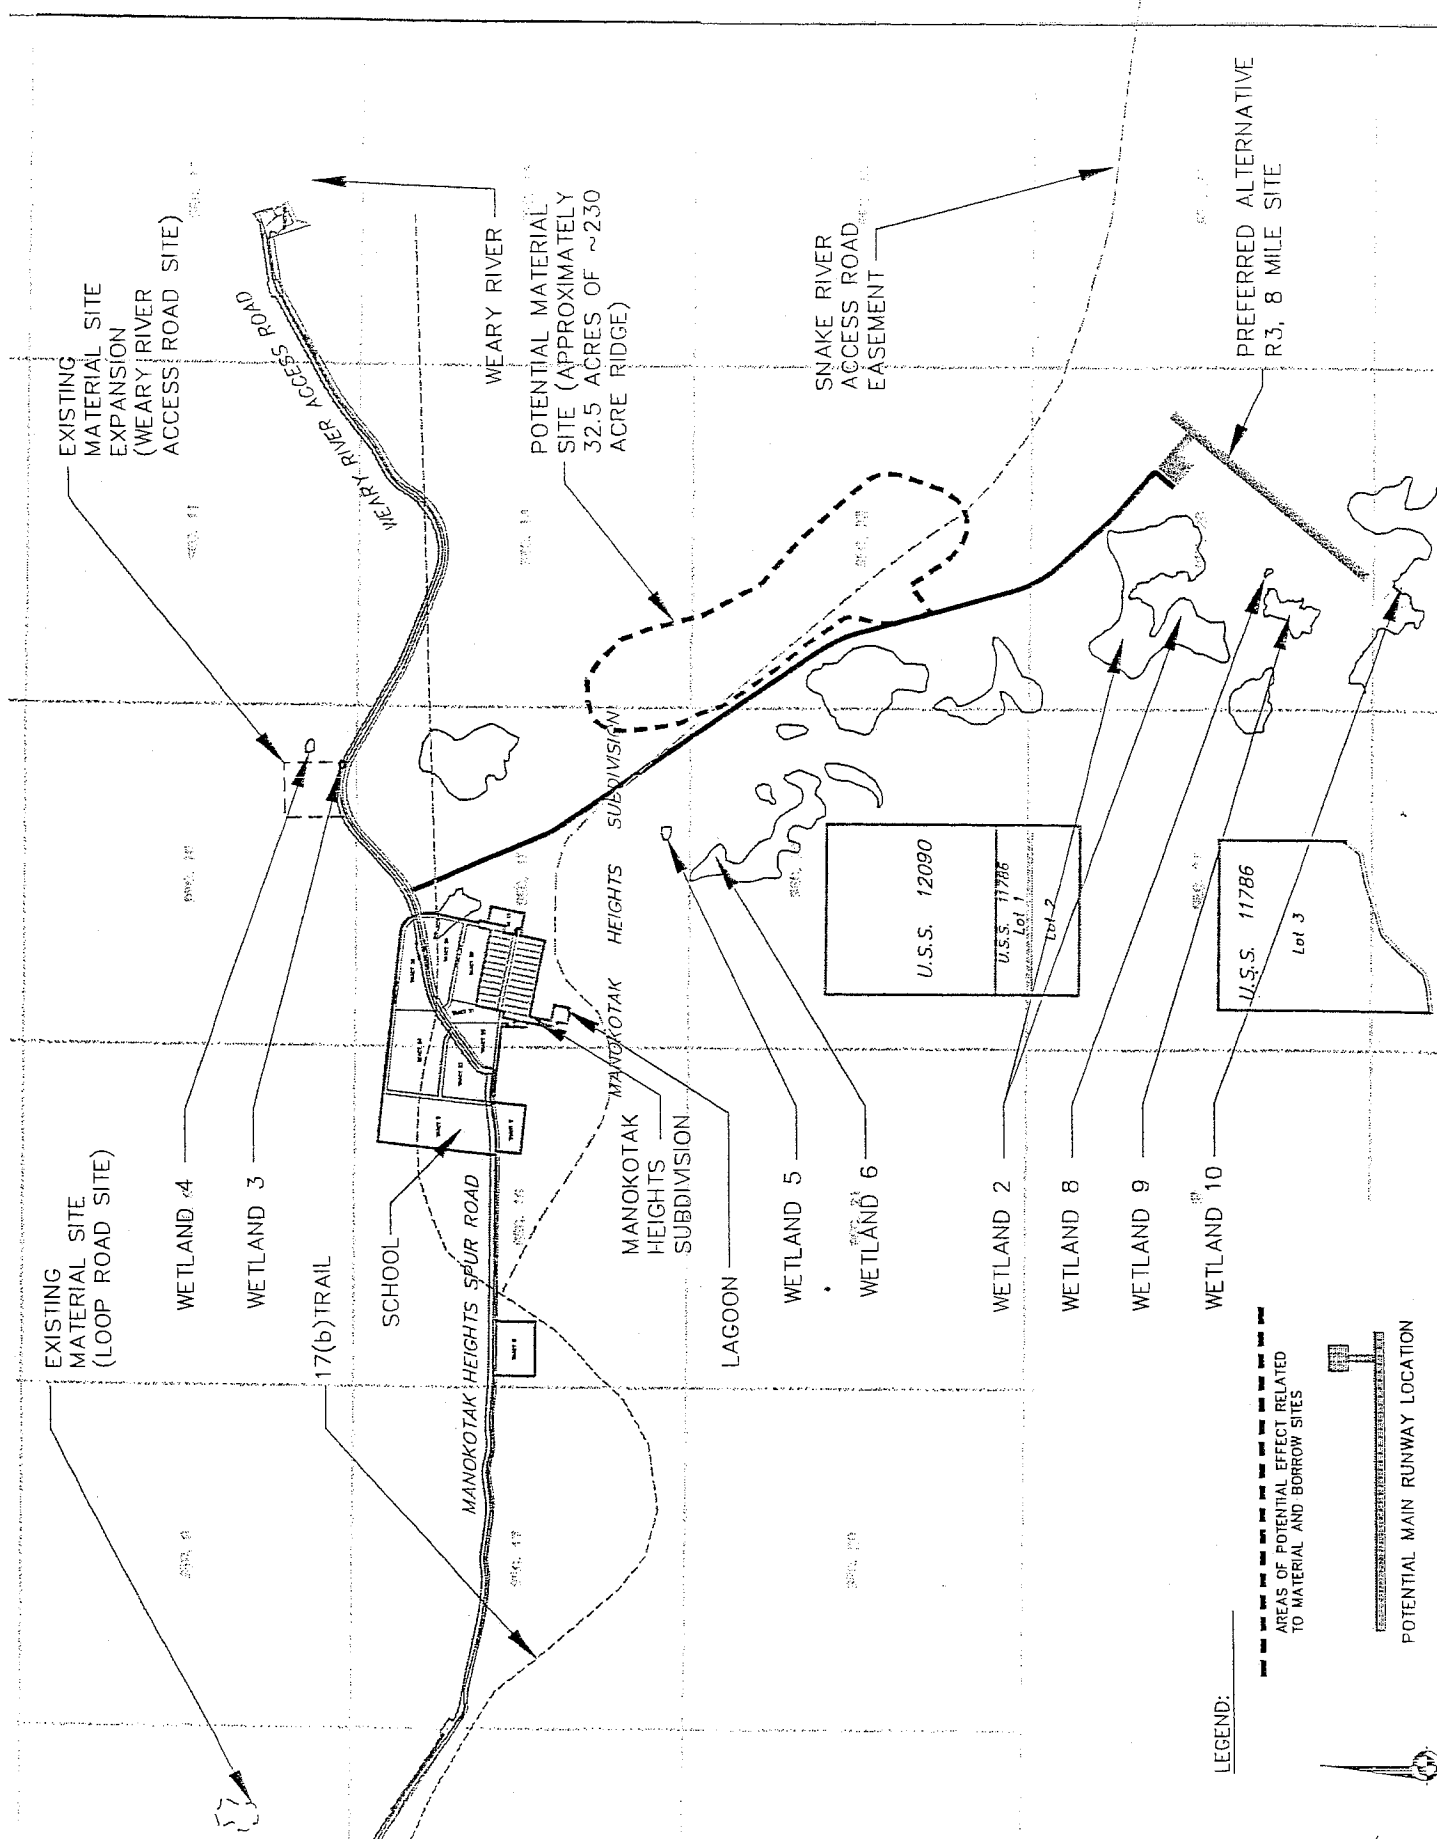 EXISTING
MATERIAL SITE
(LOOP ROAD SITE)
WETLAND 4
WETLAND 3
17(b)TRAIL
SCHOOL
MANOKOTAK HEIGHTS SPUR ROAD
MANOKOTAK
HEIGHTS
SUBDIVISION
LAGOON
WETLAND 5
WETLAND 6
WETLAND 2
WETLAND 8
WETLAND 9
WETLAND 10
EXISTING
MATERIAL SITE
EXPANSION
(WEARY RIVER
ACCESS ROAD SITE)
WEARY RIVER ACCESS ROAD
WEARY RIVER
POTENTIAL MATERIAL
SITE (APPROXIMATELY
32.5 ACRES OF ~230
ACRE RIDGE)
SNAKE RIVER
ACCESS ROAD
EASEMENT
PREFERRED ALTERNATIVE
R3, 8 MILE SITE
MANOKOTAK HEIGHTS SUBDIVISION
U.S.S. 12090
U.S.S. 11786
Lot 1
Lot 2
U.S.S. 11786
Lot 3
LEGEND:
AREAS OF POTENTIAL EFFECT RELATED
TO MATERIAL AND BORROW SITES
POTENTIAL MAIN RUNWAY LOCATION